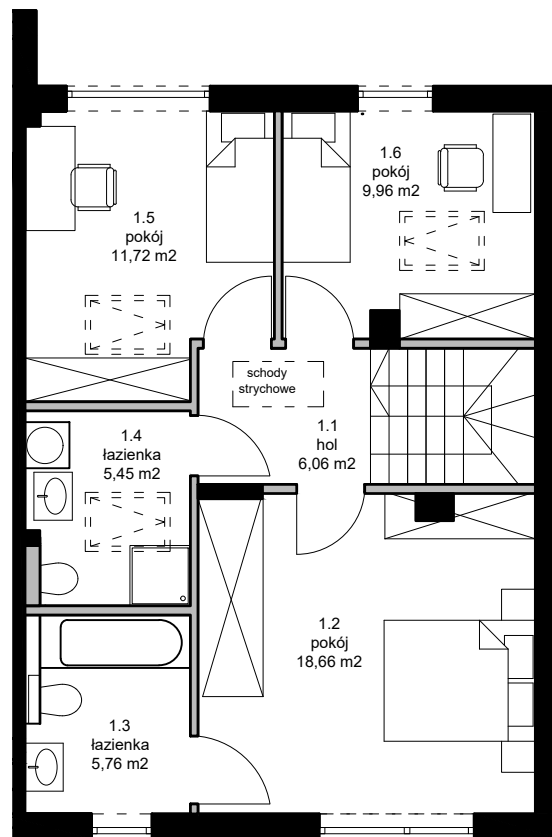 1.6
pokój
9,96 m2
1.5
pokój
11,72 m2
schody
strychowe
1.1
hol
6,06 m2
1.4
łazienka
5,45 m2
1.2
pokój
18,66 m2
1.3
łazienka
5,76 m2